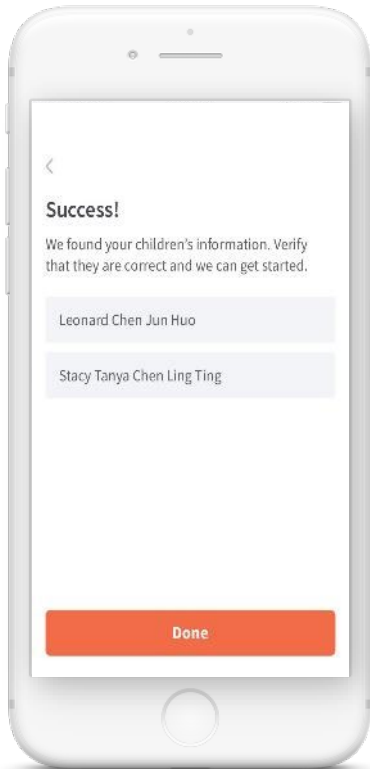 Success!
We found your children's information. Verify
that they are correct and we can get started.
Leonard Chen Jun Huo
Stacy Tanya Chen Ling Ting
Done